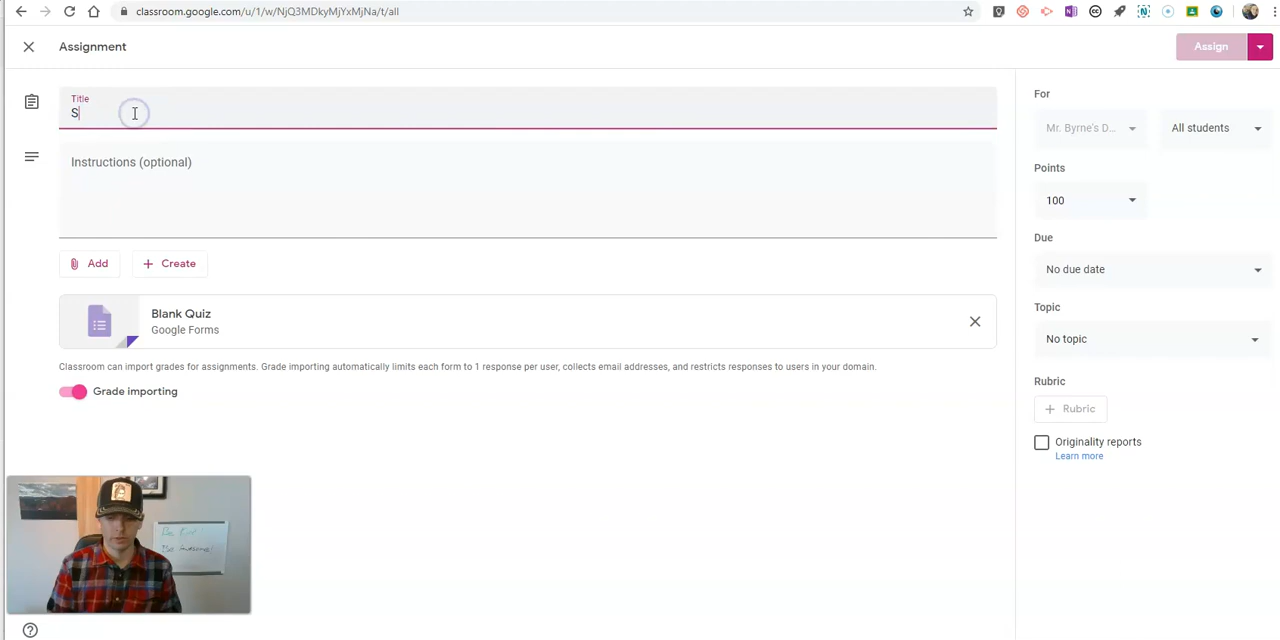 classroom.google.com/u/1/w/NjQ3MDkyMjYxMjNa/t/all
Assignment
Assign
Title
S
Instructions (optional)
Add
Create
Blank Quiz
Google Forms
Classroom can import grades for assignments. Grade importing automatically limits each form to 1 response per user, collects email addresses, and restricts responses to users in your domain.
Grade importing
For
Mr. Byrne's D...
All students
Points
100
Due
No due date
Topic
No topic
Rubric
Rubric
Originality reports
Learn more
Be
Awesome!